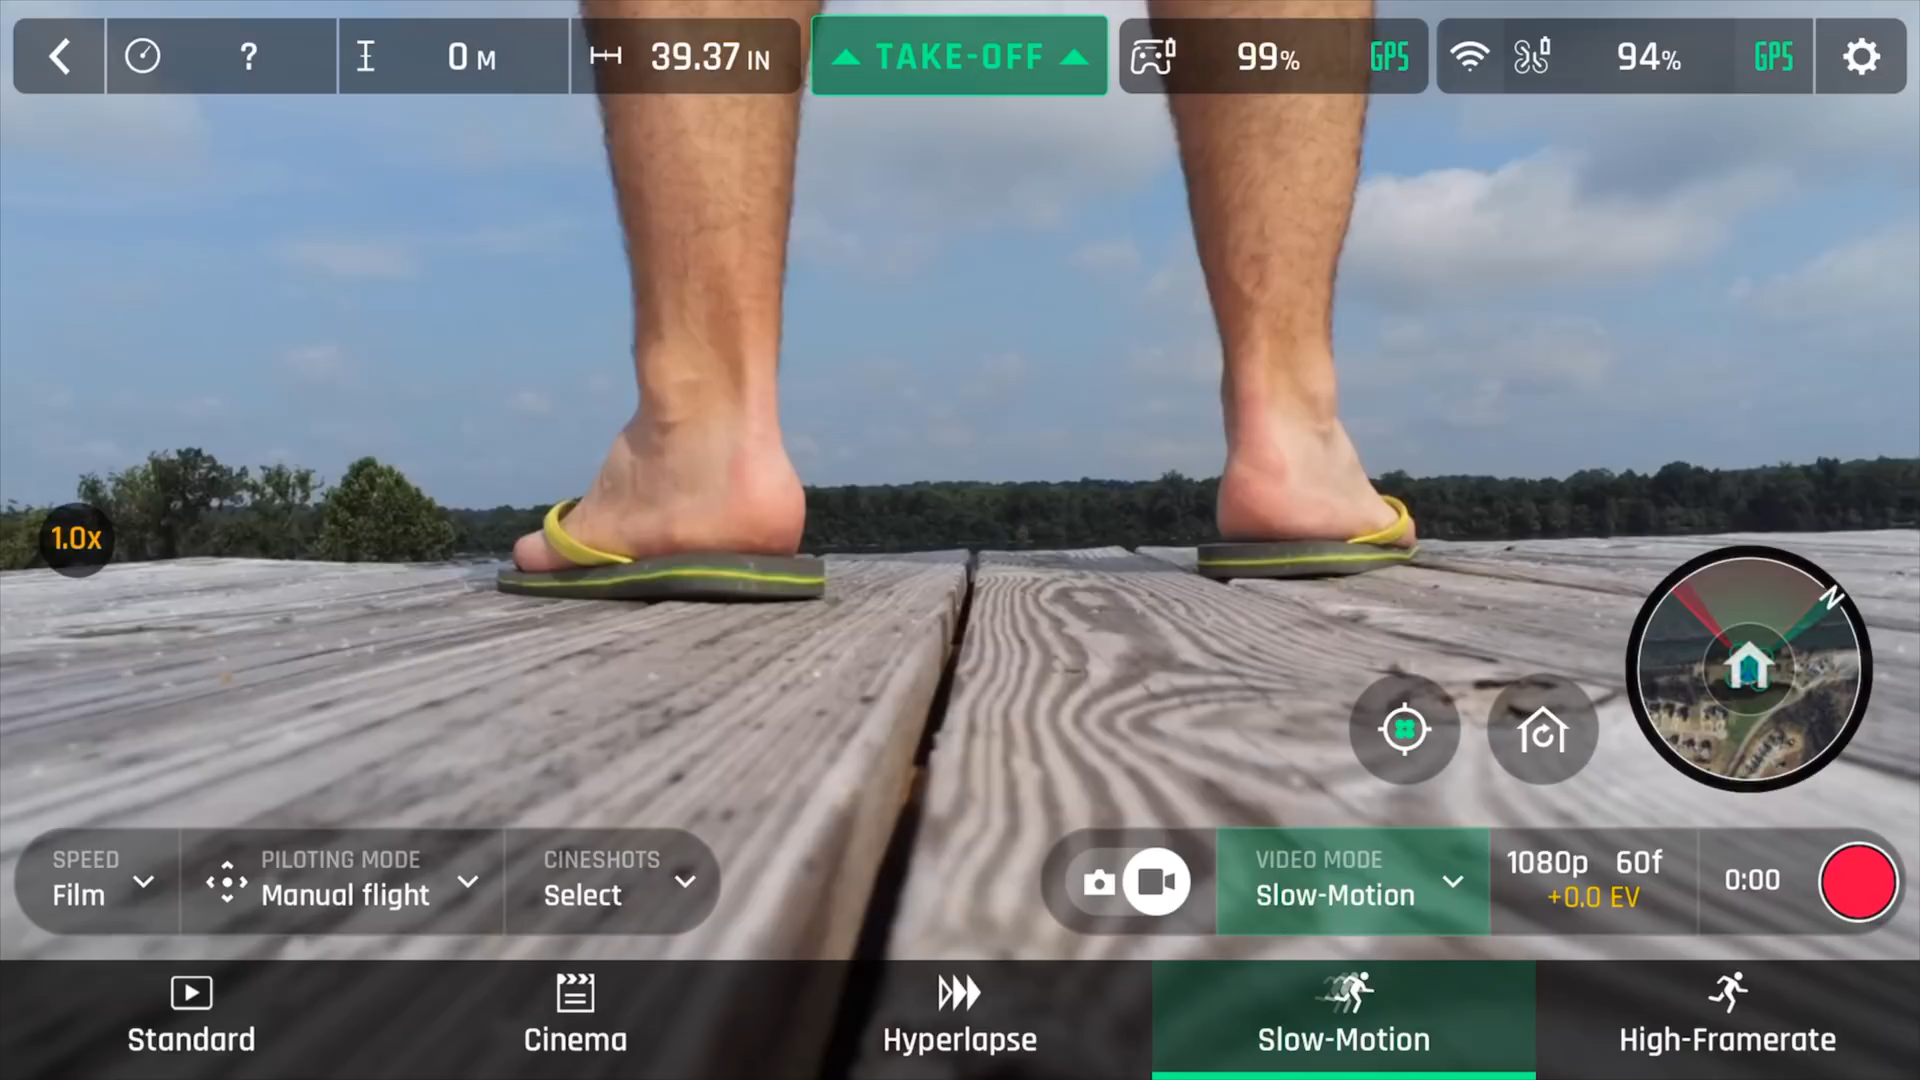 ?
0 M
39.37 IN
TAKE-OFF
99%
GPS
94%
GPS
1.0x
N
SPEED
Film
PILOTING MODE
Manual flight
CINESHOTS
Select
VIDEO MODE
Slow-Motion
1080p 60f
+0.0 EV
0:00
Standard
Cinema
Hyperlapse
Slow-Motion
High-Framerate